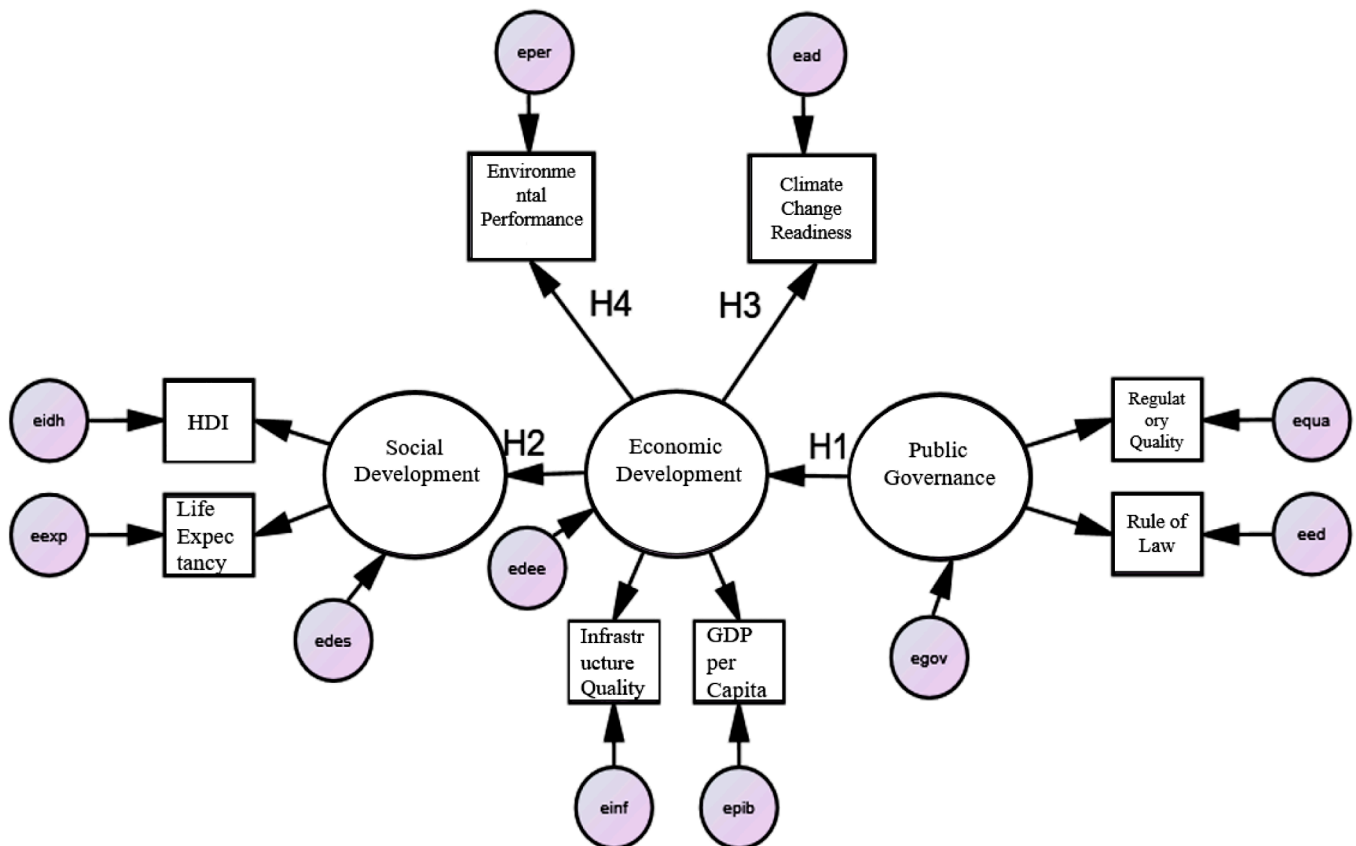 eper
ead
Environme
ntal
Performance
Climate
Change
Readiness
H4
H3
eidh
HDI
Social
Development
H2
Economic
Development
H1
Public
Governance
Regulat
ory
Quality
equa
eexp
Life
Expec
tancy
edee
Rule of
Law
eed
edes
Infrastr
ucture
Quality
GDP
per
Capita
egov
einf
epib